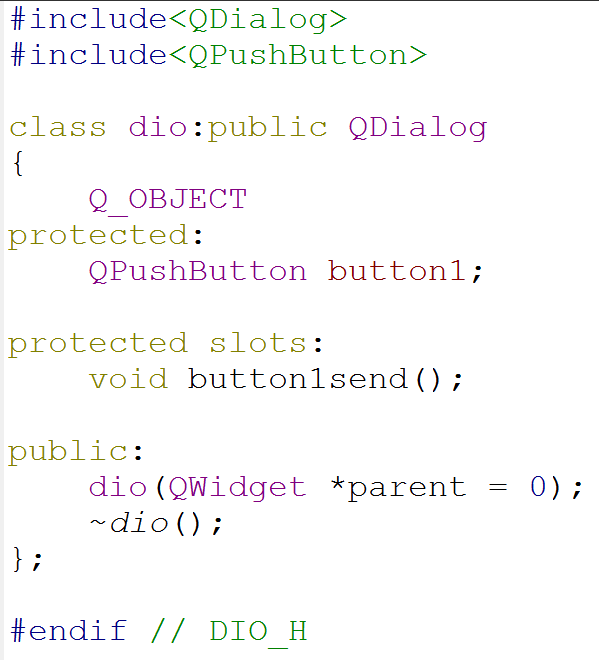 #include<QDialog>
#include<QPushButton>
class dio:public QDialog
{
Q_OBJECT
protected:
QPushButton button1;
protected slots:
void button1send();
public:
dio(QWidget *parent = 0);
~dio();
};
#endif // DIO_H